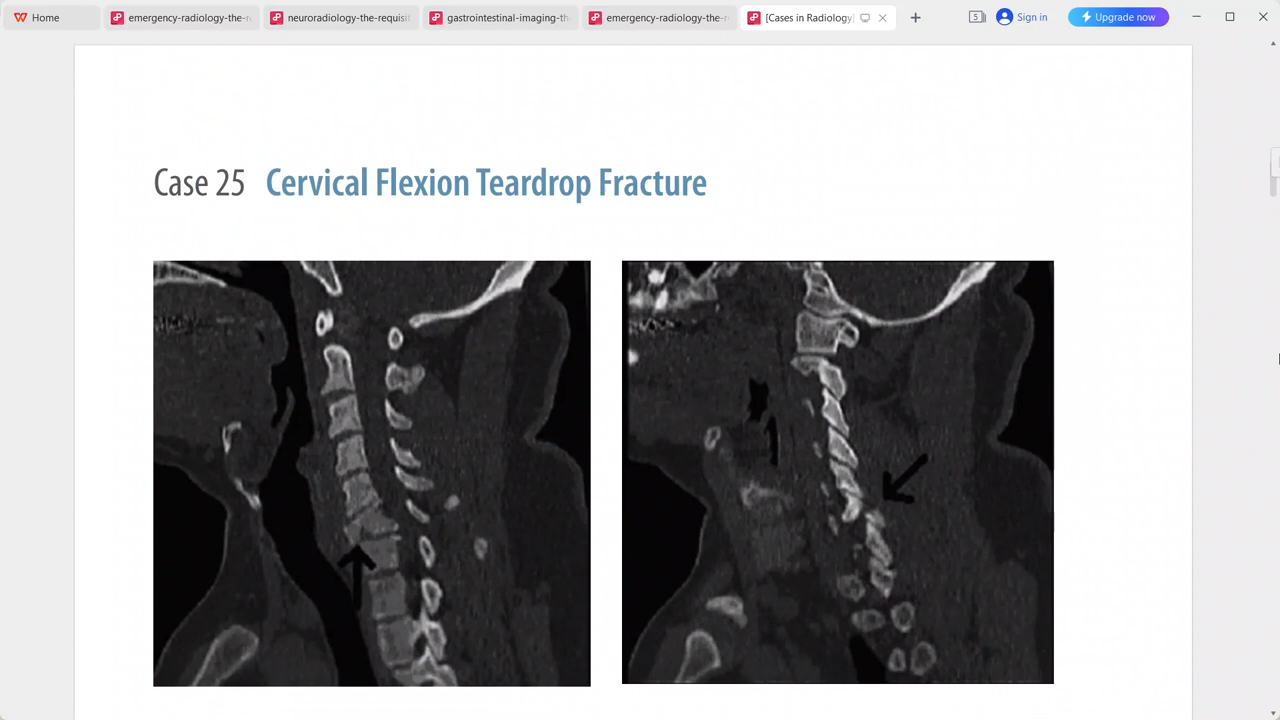 Home
emergency-radiology-the-r
neuroradiology-the-requisit
gastrointestinal-imaging-th
emergency-radiology-the-r
[Cases in Radiology]
5
Sign in
Upgrade now
Case 25 Cervical Flexion Teardrop Fracture